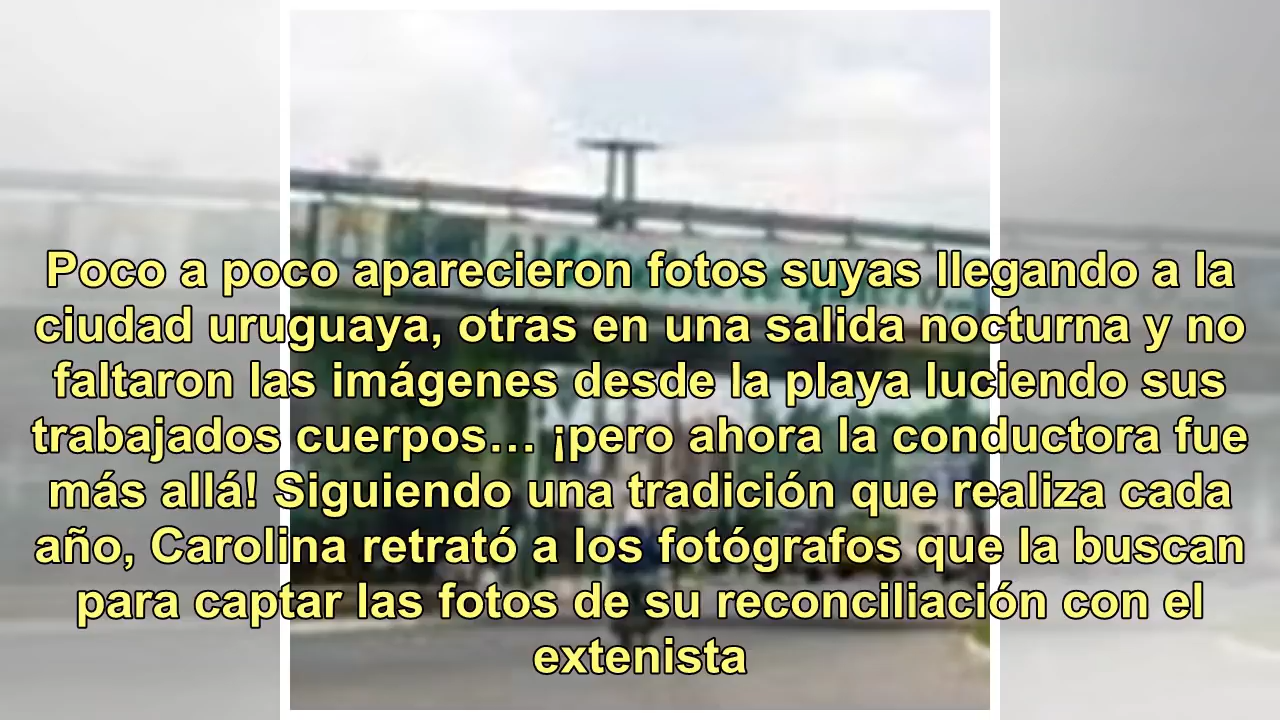 Poco a poco aparecieron fotos suyas llegando a la
ciudad uruguaya, otras en una salida nocturna y no
faltaron las imágenes desde la playa luciendo sus
trabajados cuerpos… ¡pero ahora la conductora fue
más allá! Siguiendo una tradición que realiza cada
año, Carolina retrató a los fotógrafos que la buscan
para captar las fotos de su reconciliación con el
extenista